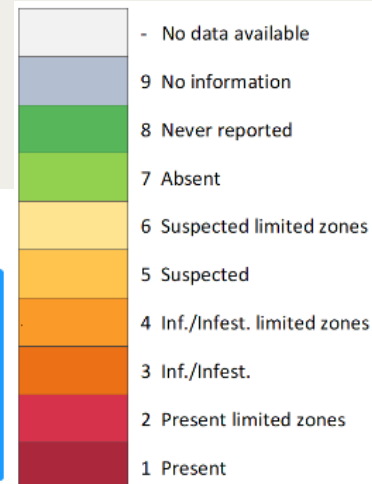 - No data available
9 No information
8 Never reported
7 Absent
6 Suspected limited zones
5 Suspected
4 Inf./Infest. limited zones
3 Inf./Infest.
2 Present limited zones
1 Present